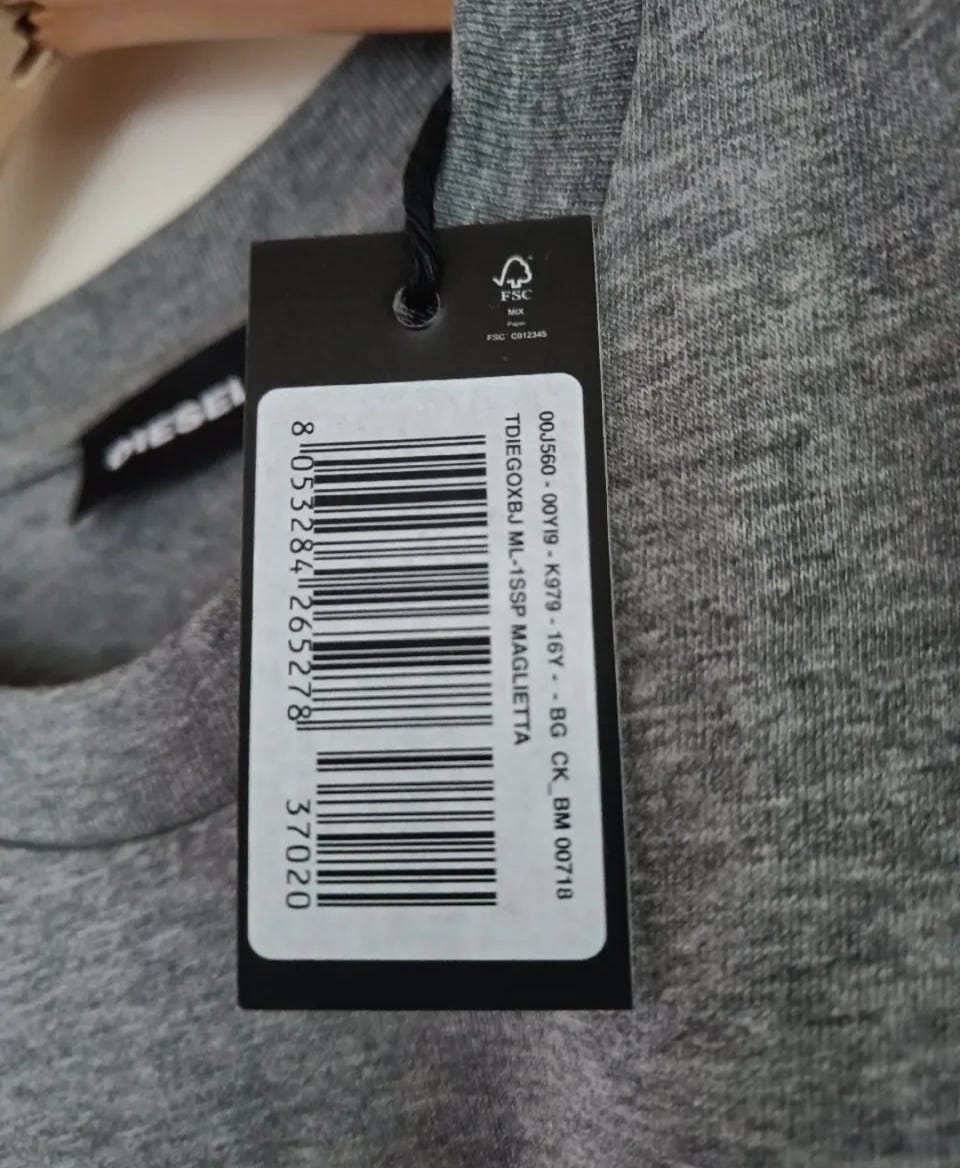 FSC
MIX
Paper
FSC® C012345
DIESEL
00J560 - 00YI9 - K979 - 16Y - - BG CK_BM 00718
TDIEGOXBJ ML-1SSP MAGLIETTA
8 053284 265278
37020